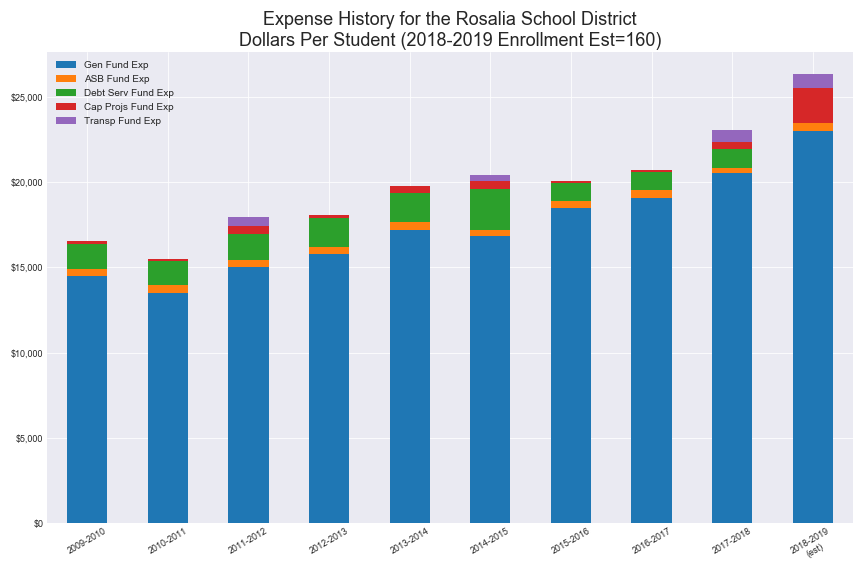 Expense History for the Rosalia School District
Dollars Per Student (2018-2019 Enrollment Est=160)
Gen Fund Exp
ASB Fund Exp
Debt Serv Fund Exp
Cap Projs Fund Exp
Transp Fund Exp
$25,000
$20,000
$15,000
$10,000
$5,000
$0
2009-2010
2010-2011
2011-2012
2012-2013
2013-2014
2014-2015
2015-2016
2016-2017
2017-2018
2018-2019
(est)